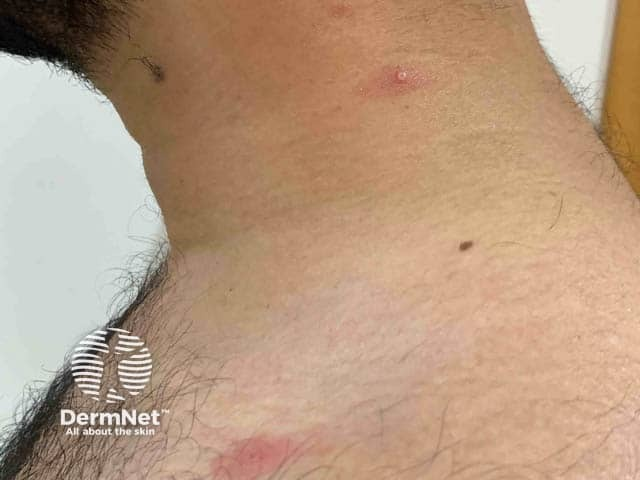 DermNet™
All about the skin